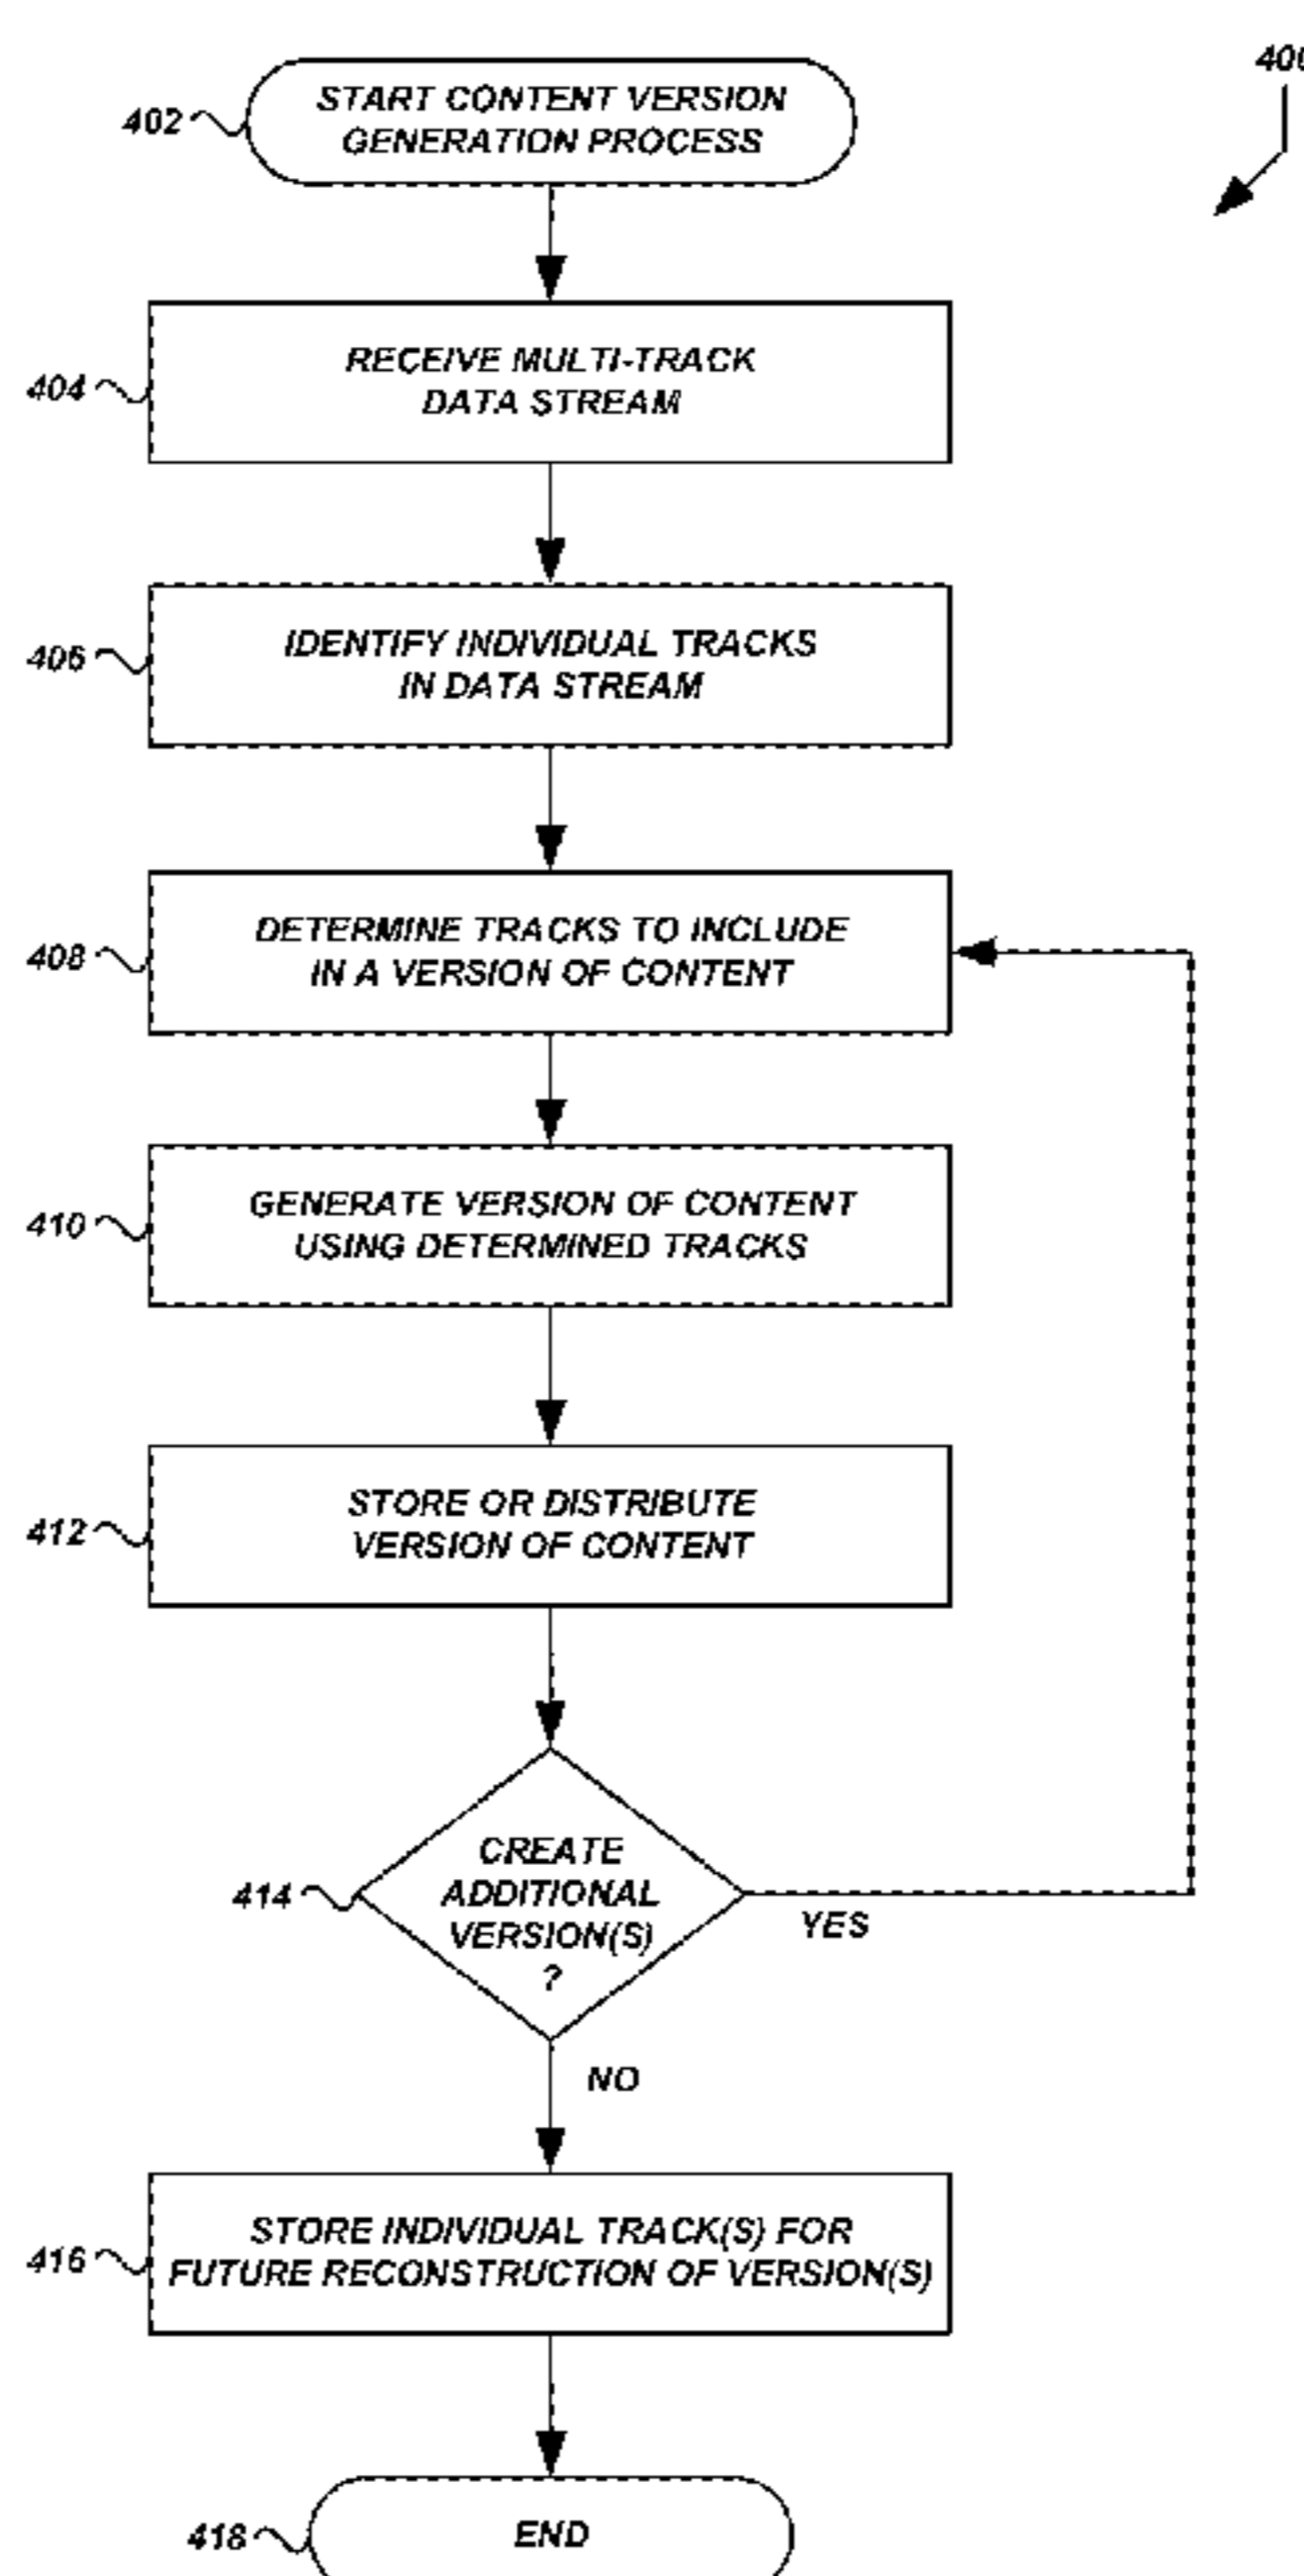 400
402
START CONTENT VERSION
GENERATION PROCESS
404
RECEIVE MULTI-TRACK
DATA STREAM
406
IDENTIFY INDIVIDUAL TRACKS
IN DATA STREAM
408
DETERMINE TRACKS TO INCLUDE
IN A VERSION OF CONTENT
410
GENERATE VERSION OF CONTENT
USING DETERMINED TRACKS
412
STORE OR DISTRIBUTE
VERSION OF CONTENT
414
CREATE
ADDITIONAL
VERSION(S)
?
YES
NO
416
STORE INDIVIDUAL TRACK(S) FOR
FUTURE RECONSTRUCTION OF VERSION(S)
418
END